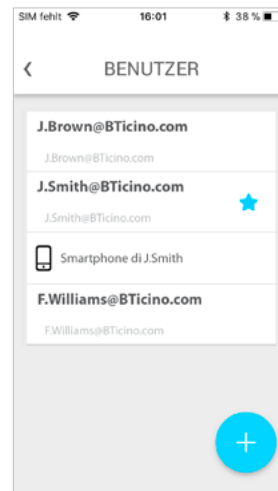 SIM fehlt 16:01 38 %
BENUTZER
J.Brown@BTicino.com
J.Brown@BTicino.com
J.Smith@BTicino.com
J.Smith@BTicino.com
Smartphone di J.Smith
F.Williams@BTicino.com
F.Williams@BTicino.com